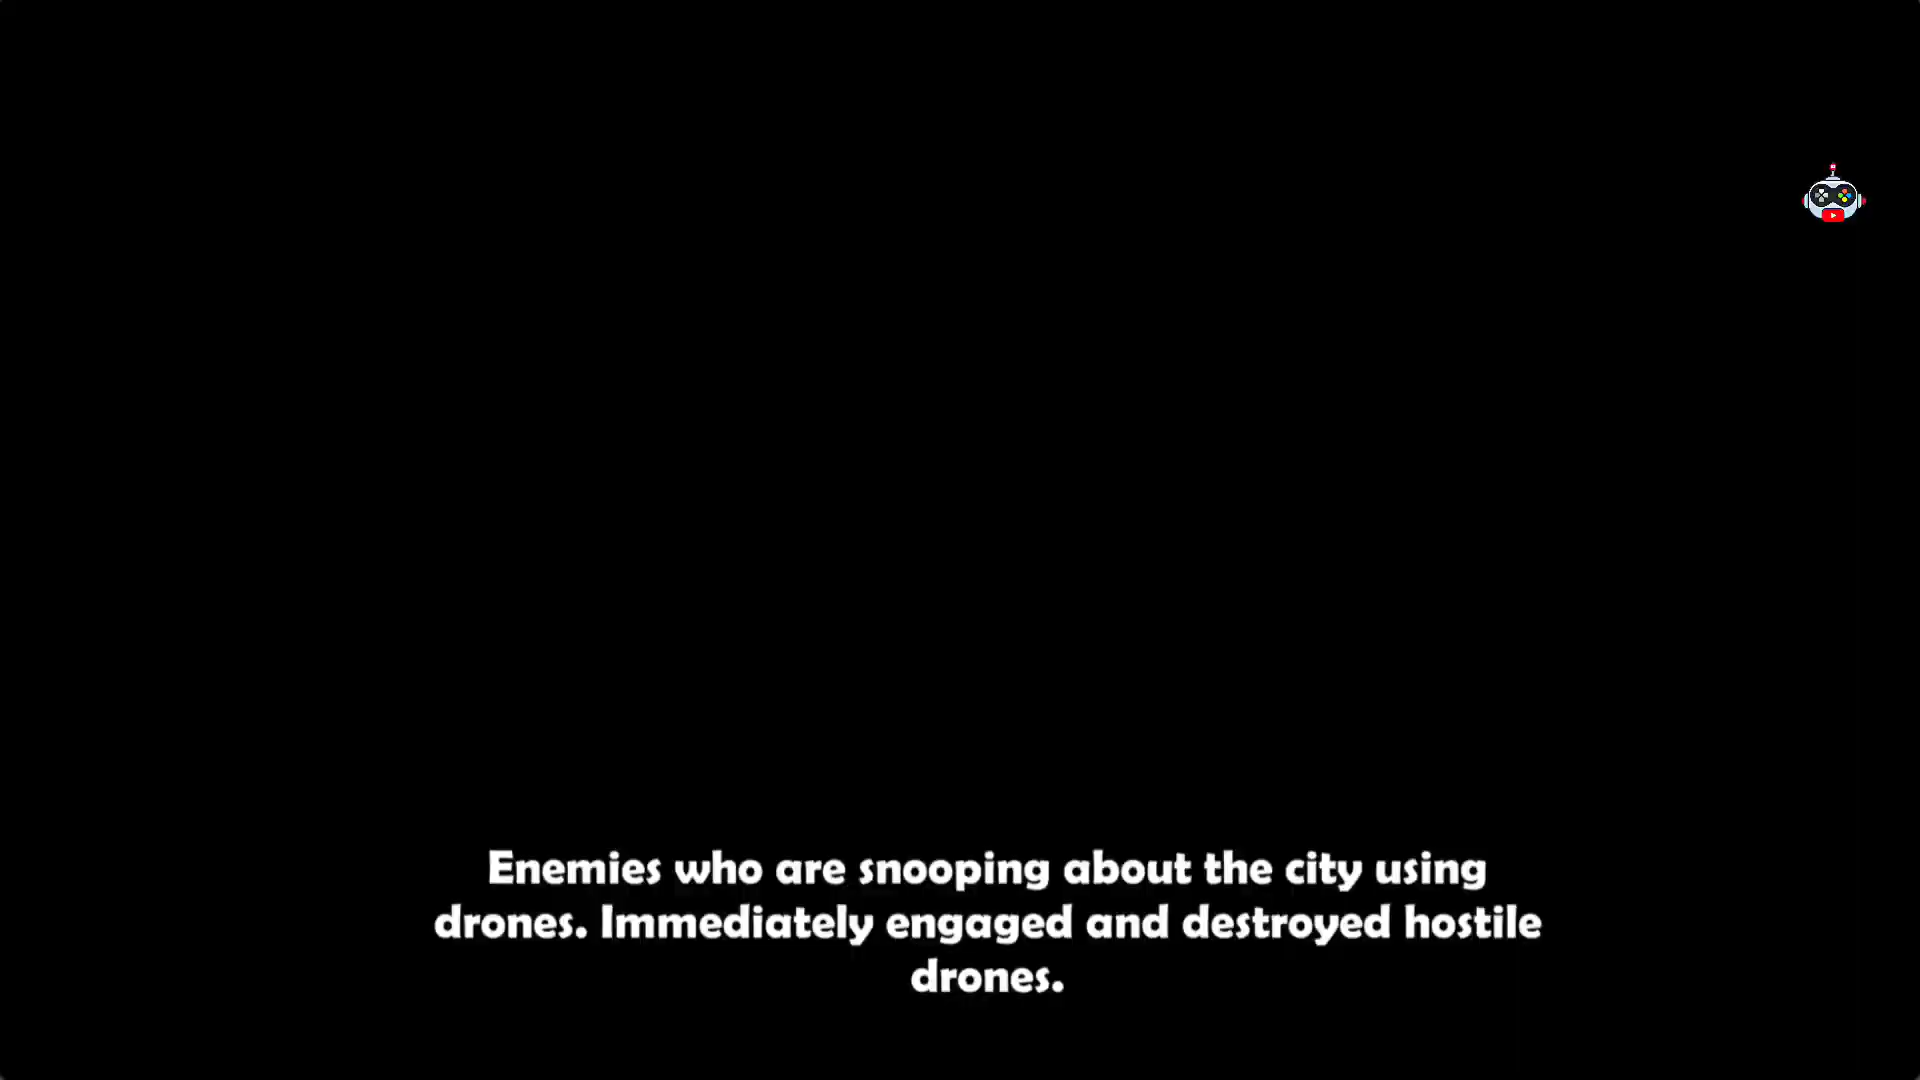 Enemies who are snooping about the city using
drones. Immediately engaged and destroyed hostile
drones.